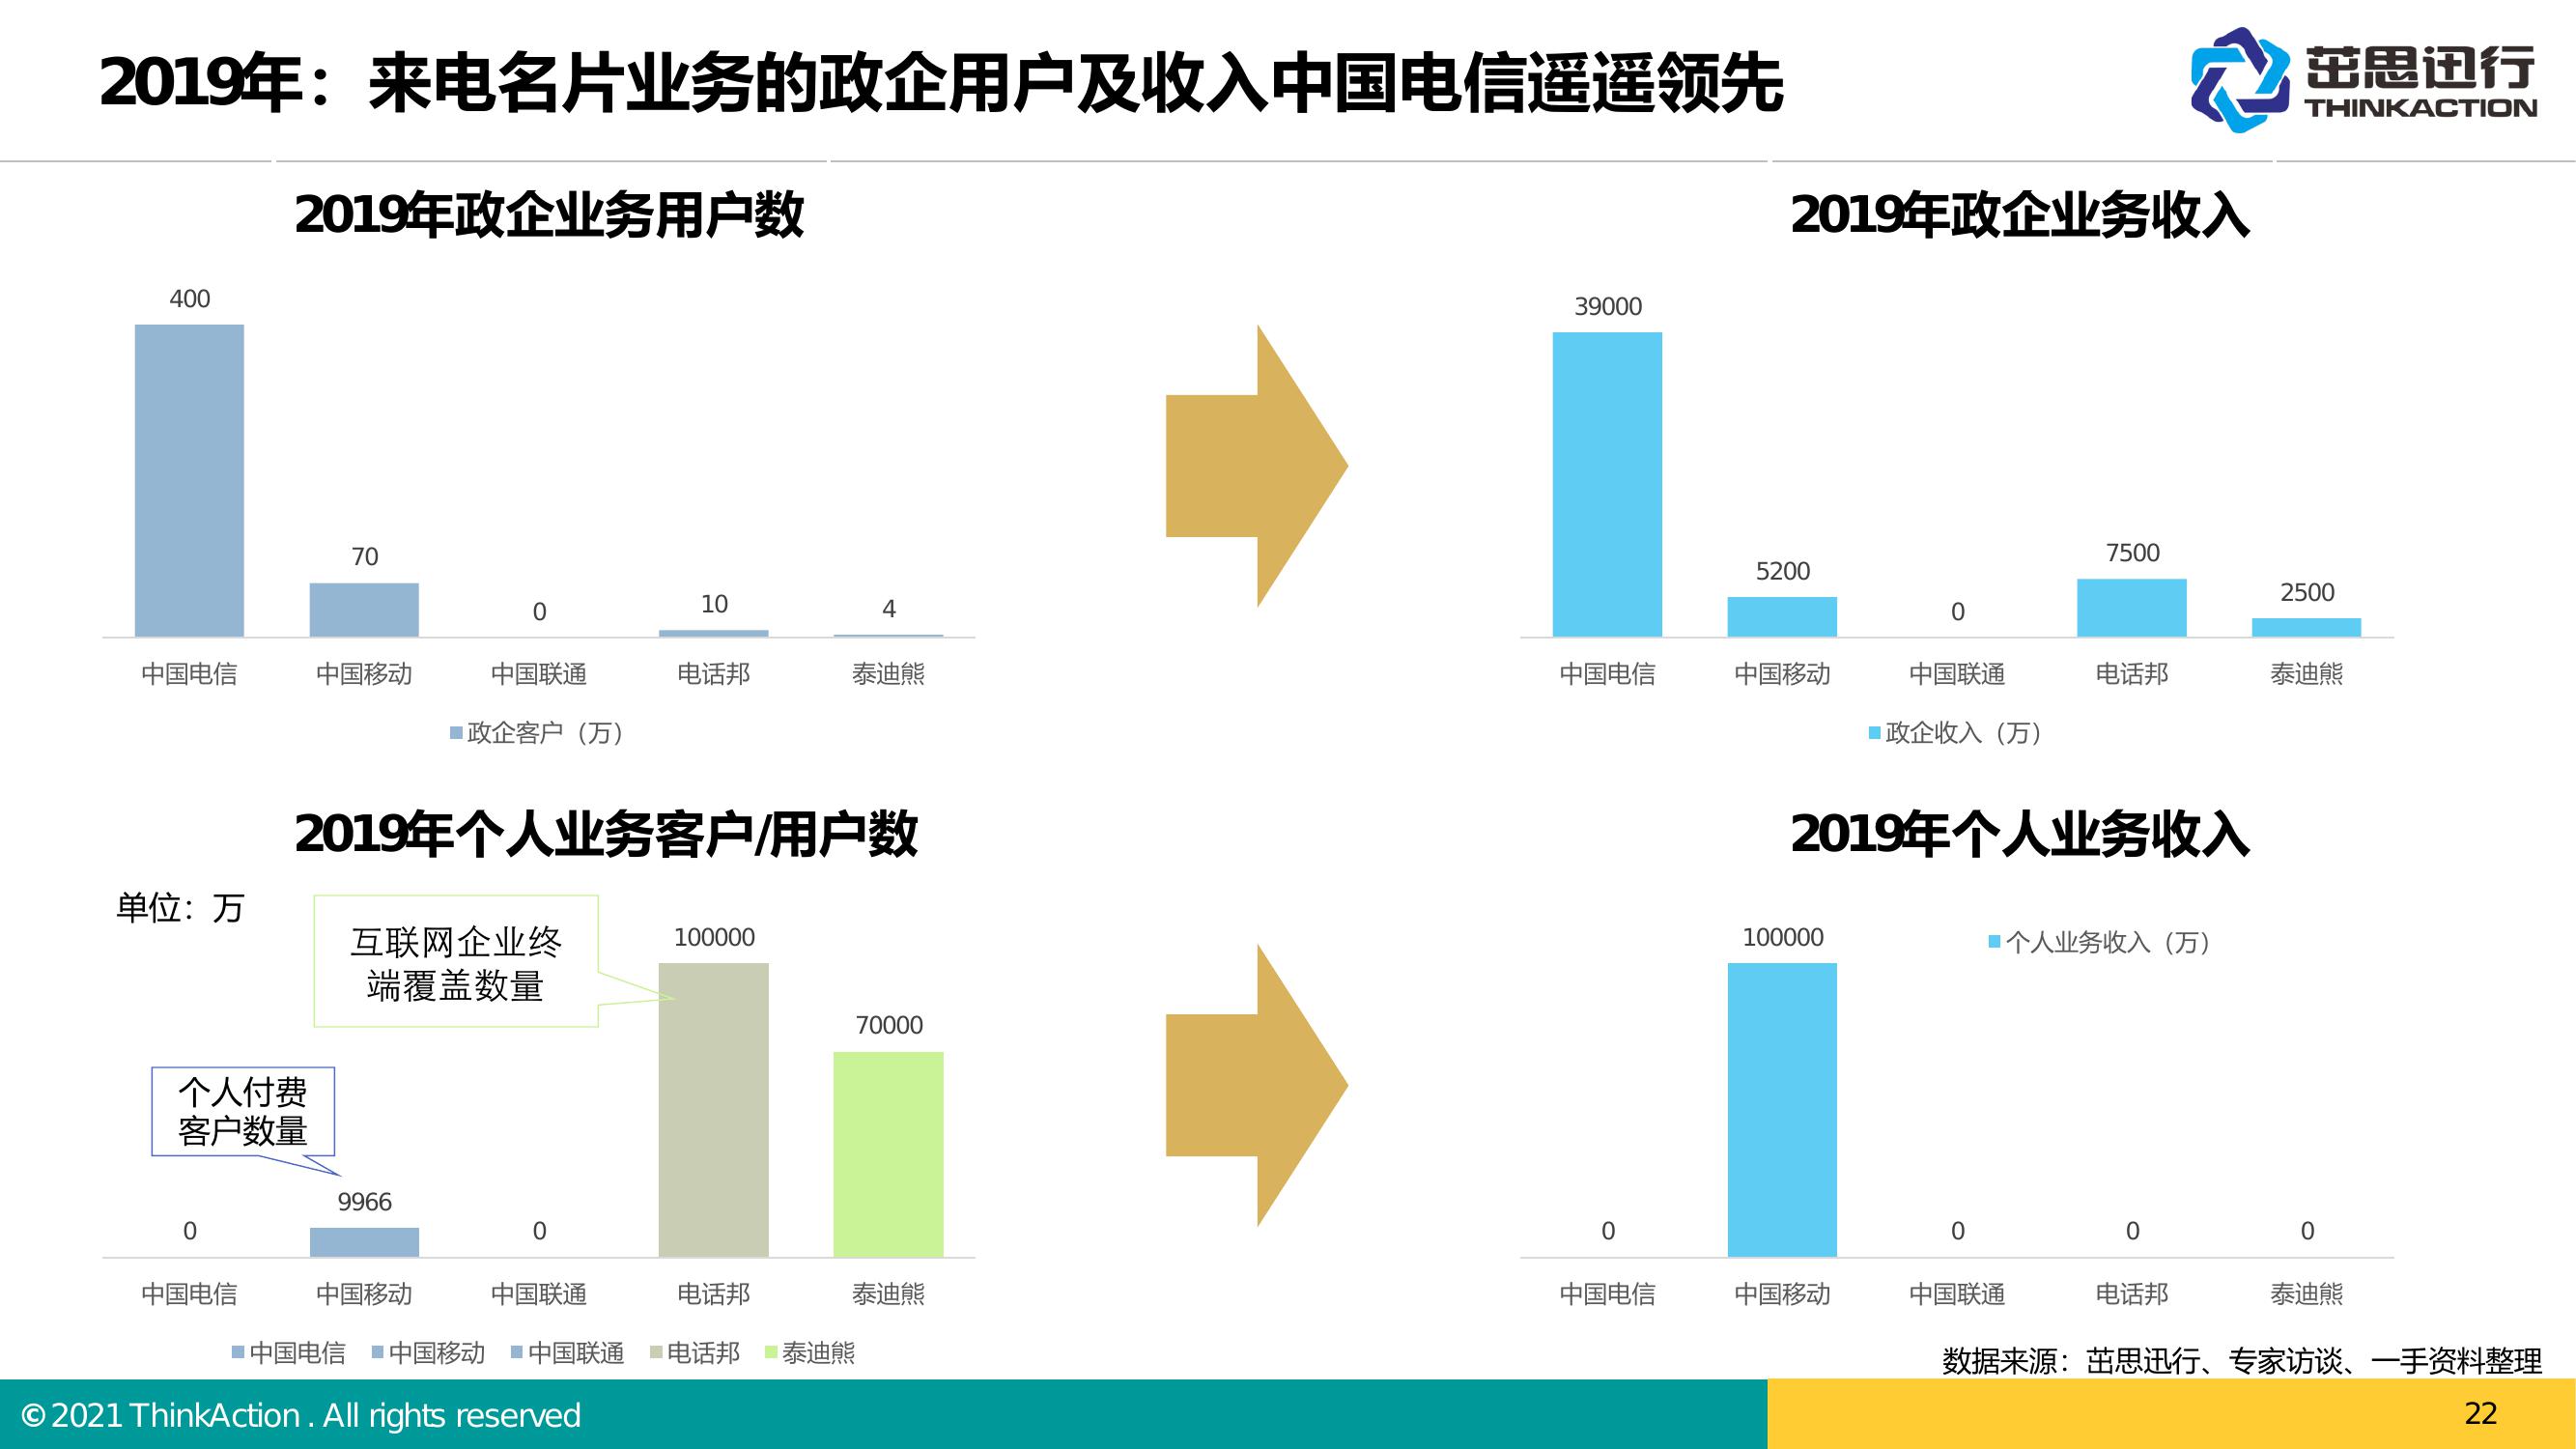 2019年：来电名片业务的政企用户及收入中国电信遥遥领先
茁思迅行
THINKACTION
2019年政企业务用户数
400
70
0
10
4
中国电信
中国移动
中国联通
电话邦
泰迪熊
政企客户（万）
2019年政企业务收入
39000
5200
0
7500
2500
中国电信
中国移动
中国联通
电话邦
泰迪熊
政企收入（万）
2019年个人业务客户/用户数
单位：万
互联网企业终
端覆盖数量
个人付费
客户数量
0
9966
0
100000
70000
中国电信
中国移动
中国联通
电话邦
泰迪熊
中国电信 中国移动 中国联通 电话邦 泰迪熊
2019年个人业务收入
个人业务收入（万）
0
100000
0
0
0
中国电信
中国移动
中国联通
电话邦
泰迪熊
数据来源：茁思迅行、专家访谈、一手资料整理
© 2021 ThinkAction . All rights reserved
22